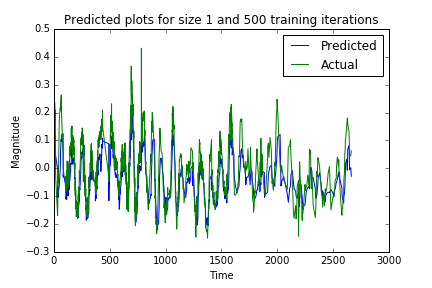 Predicted plots for size 1 and 500 training iterations
0.5
0.4
0.3
0.2
0.1
0.0
−0.1
−0.2
−0.3
Magnitude
Predicted
Actual
0 500 1000 1500 2000 2500 3000
Time